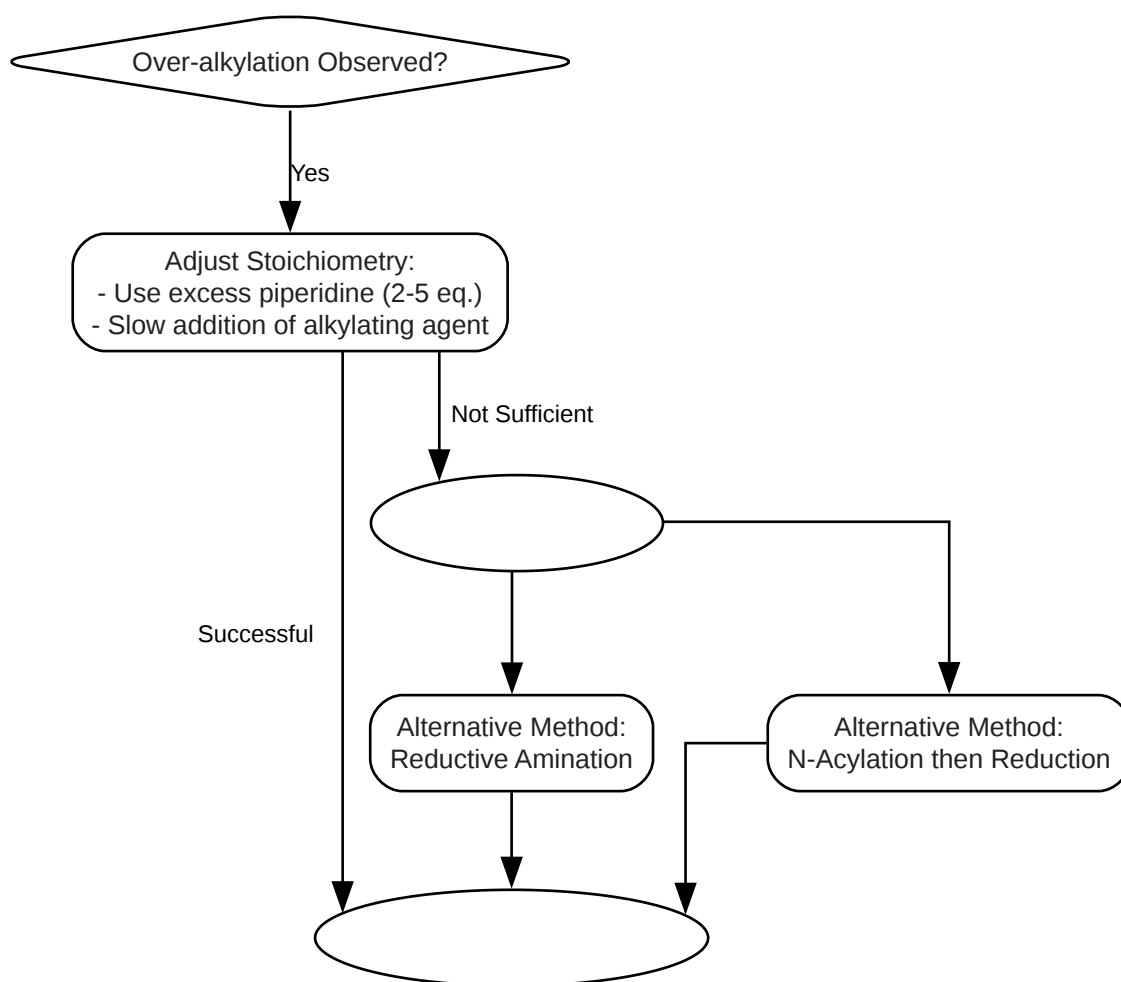 Over-alkylation Observed?
Yes
Adjust Stoichiometry:
- Use excess piperidine (2-5 eq.)
- Slow addition of alkylating agent
Not Sufficient
Successful
Alternative Method:
Reductive Amination
Alternative Method:
N-Acylation then Reduction